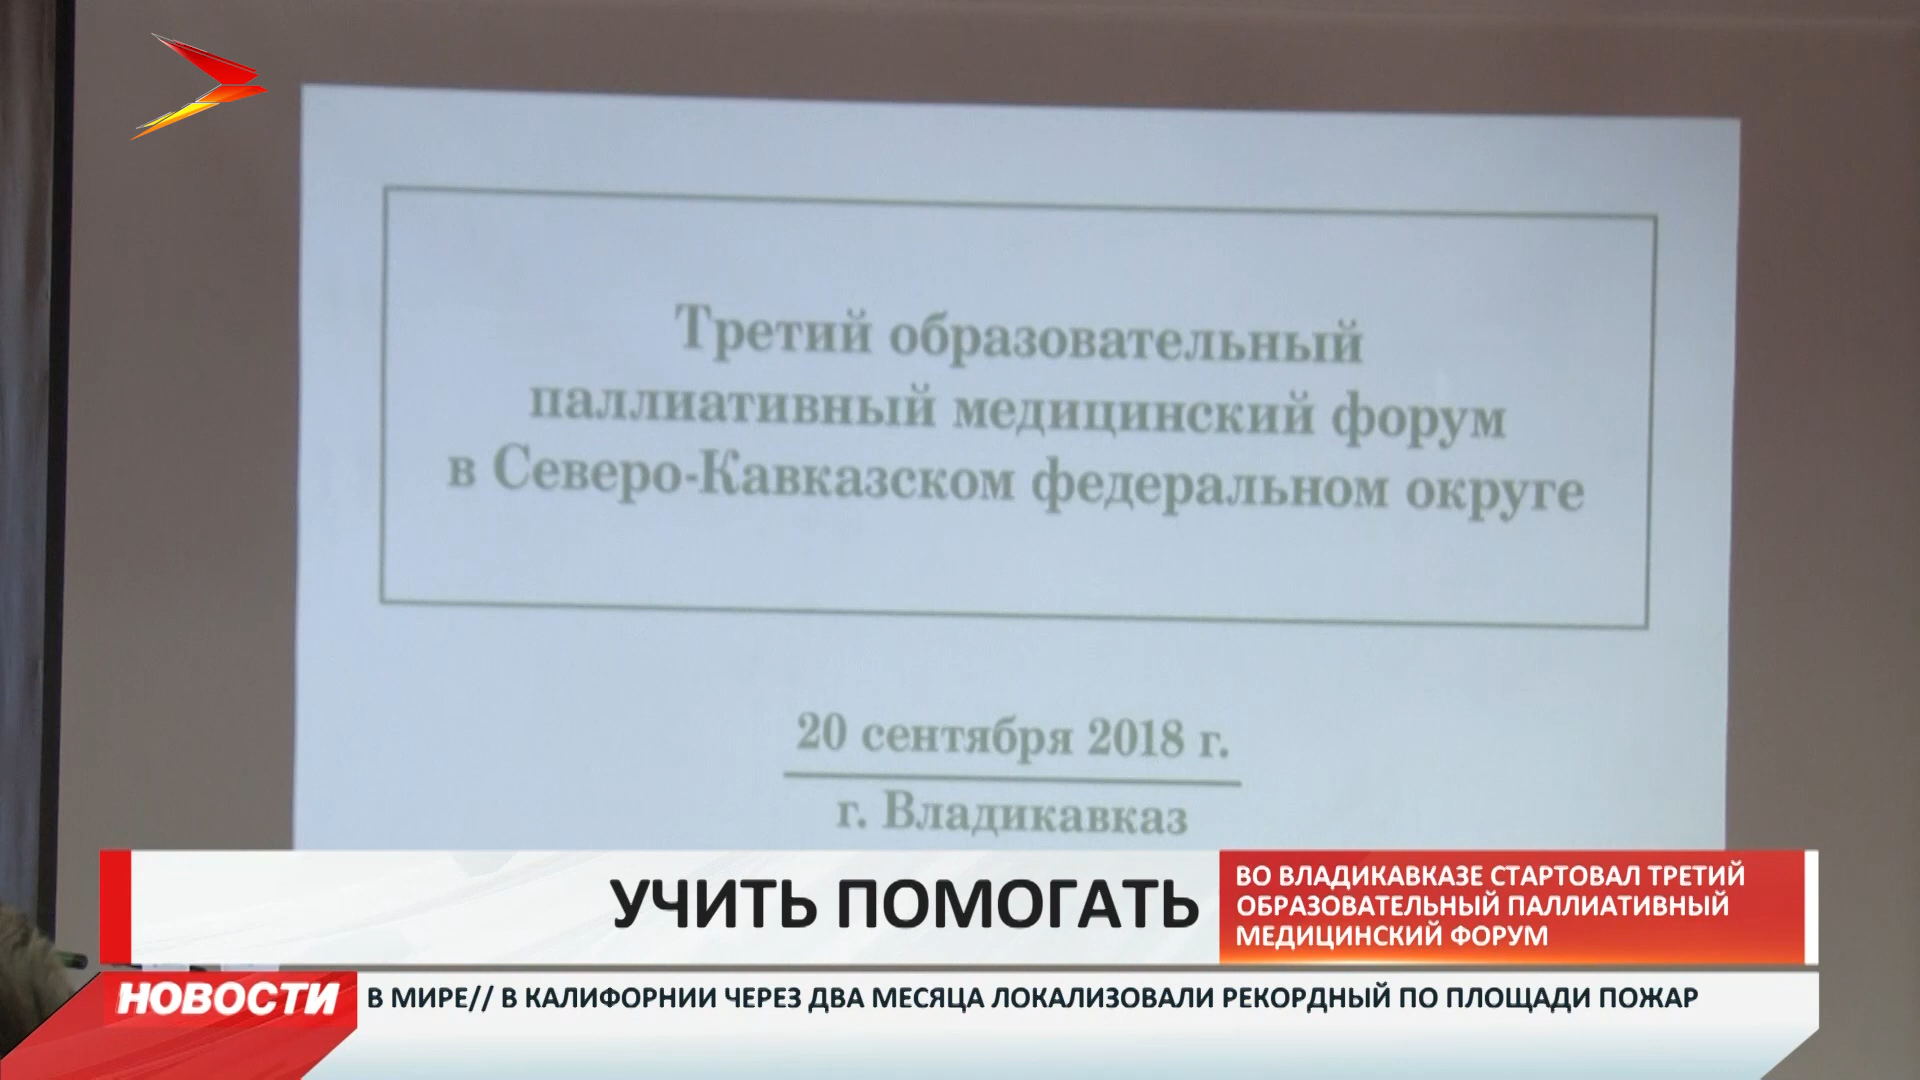 Третий образовательный
паллиативный медицинский форум
в Северо-Кавказском федеральном округе
20 сентября 2018 г.
г. Владикавказ
УЧИТЬ ПОМОГАТЬ
ВО ВЛАДИКАВКАЗЕ СТАРТОВАЛ ТРЕТИЙ
ОБРАЗОВАТЕЛЬНЫЙ ПАЛЛИАТИВНЫЙ
МЕДИЦИНСКИЙ ФОРУМ
НОВОСТИ
В МИРЕ// В КАЛИФОРНИИ ЧЕРЕЗ ДВА МЕСЯЦА ЛОКАЛИЗОВАЛИ РЕКОРДНЫЙ ПО ПЛОЩАДИ ПОЖАР